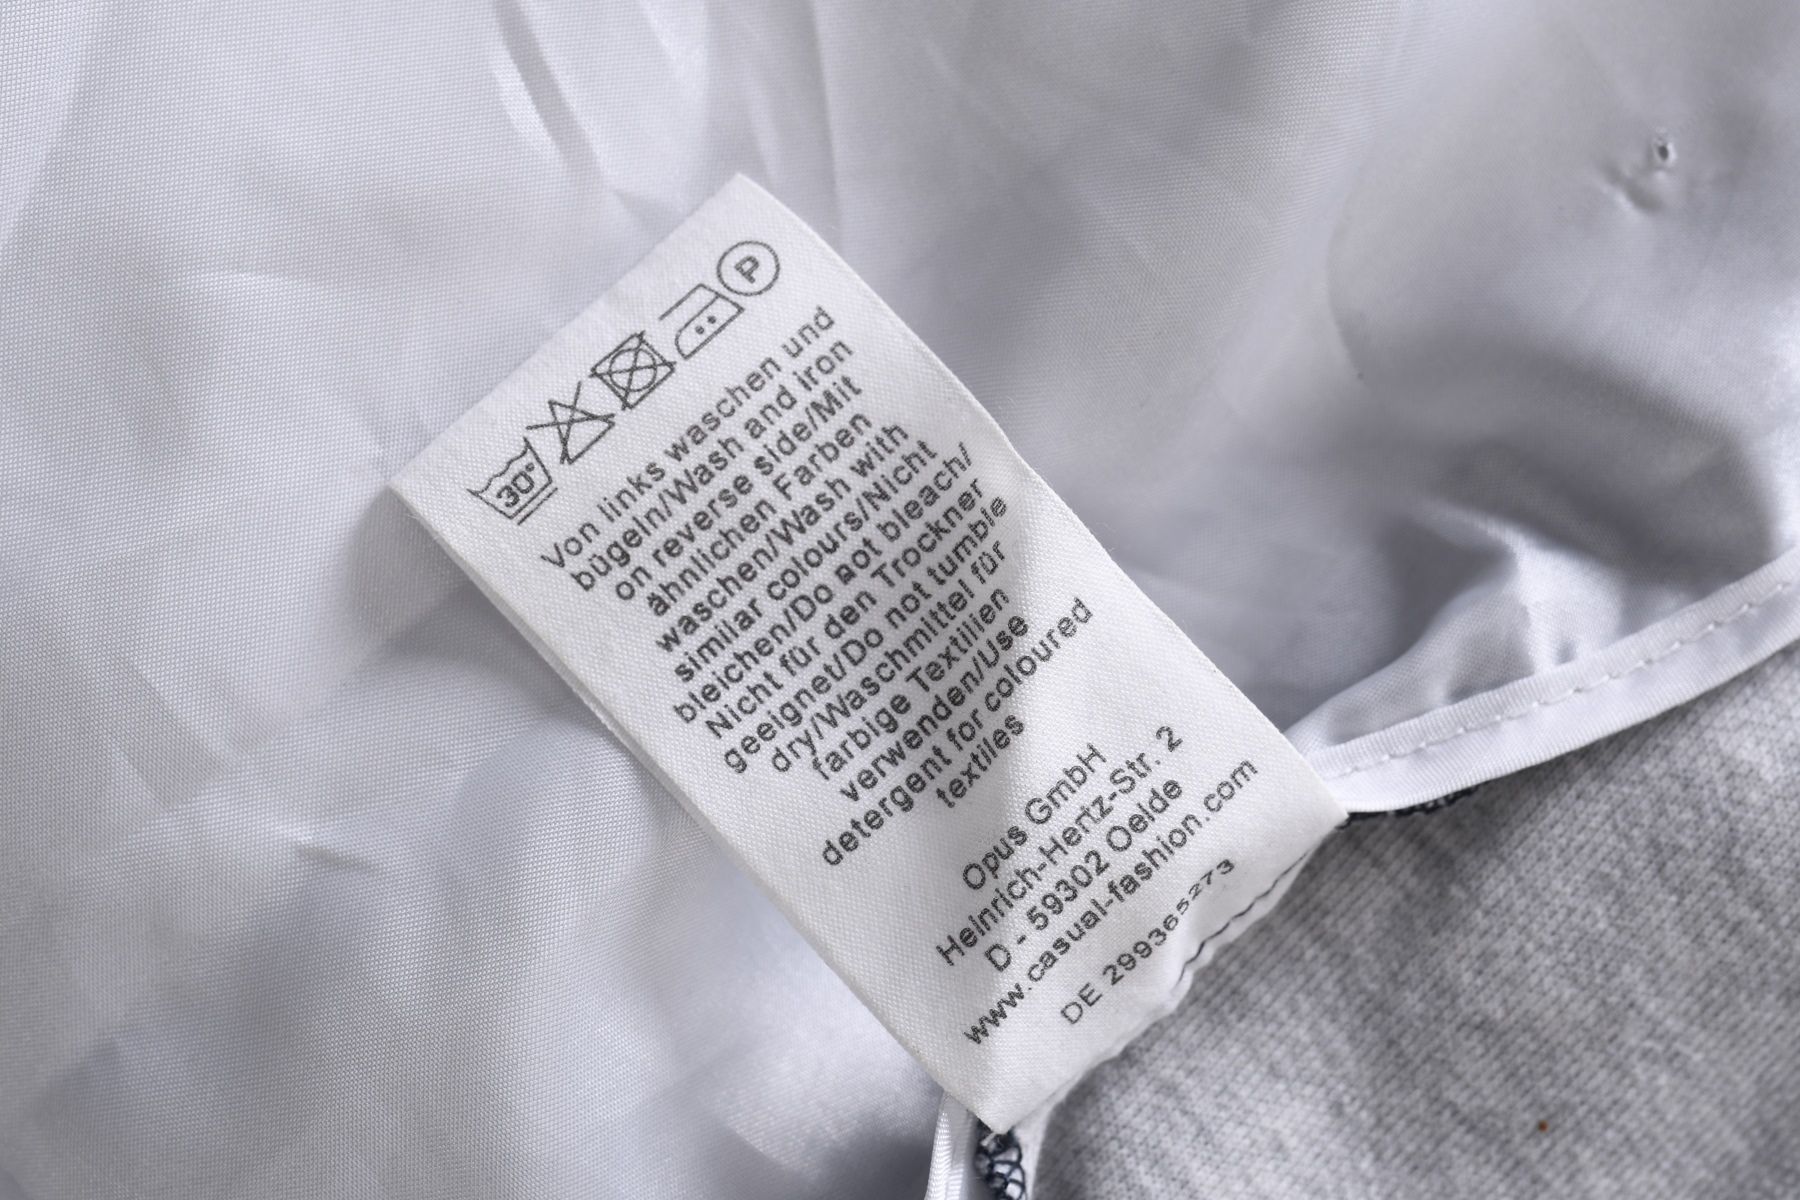 30° P
Von links waschen und
bügeln/Wash and iron
on reverse side/Mit
ähnlichen Farben
waschen/Wash with
similar colours/Nicht
bleichen/Do not bleach/
Nicht für den Trockner
geeignet/Do not tumble
dry/Waschmittel für
farbige Textilien
verwenden/Use
detergent for coloured
textiles
Opus GmbH
Heinrich-Hertz-Str. 2
D - 59302 Oelde
www.casual-fashion.com
DE 299365273